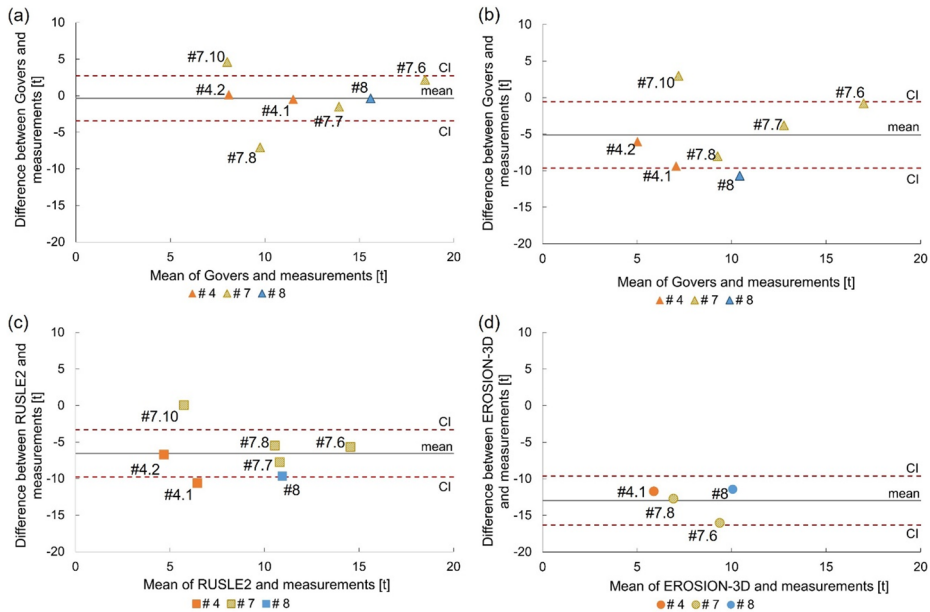 (a)
Difference between Govers and
measurements [t]
10
5
0
-5
-10
-15
-20
#7.10
#7.6
CI
#4.2
#8
mean
#4.1
#7.7
CI
#7.8
0
5
10
15
20
Mean of Govers and measurements [t]
# 4 # 7 # 8
(b)
Difference between Govers and
measurements [t]
10
5
0
-5
-10
-15
-20
#7.10
#7.6
CI
#7.7
mean
#4.2
#7.8
#4.1
#8
CI
0
5
10
15
20
Mean of Govers and measurements [t]
# 4 # 7 # 8
(c)
Difference between RUSLE2 and
measurements [t]
10
5
0
-5
-10
-15
-20
#7.10
CI
#7.8
#7.6
mean
#4.2
#7.7
#4.1
#8
CI
0
5
10
15
20
Mean of RUSLE2 and measurements [t]
# 4 # 7 # 8
(d)
Difference between EROSION-3D
and measurements [t]
10
5
0
-5
-10
-15
-20
CI
#4.1
#8
mean
#7.8
#7.6
CI
0
5
10
15
20
Mean of EROSION-3D and measurements [t]
# 4 # 7 # 8